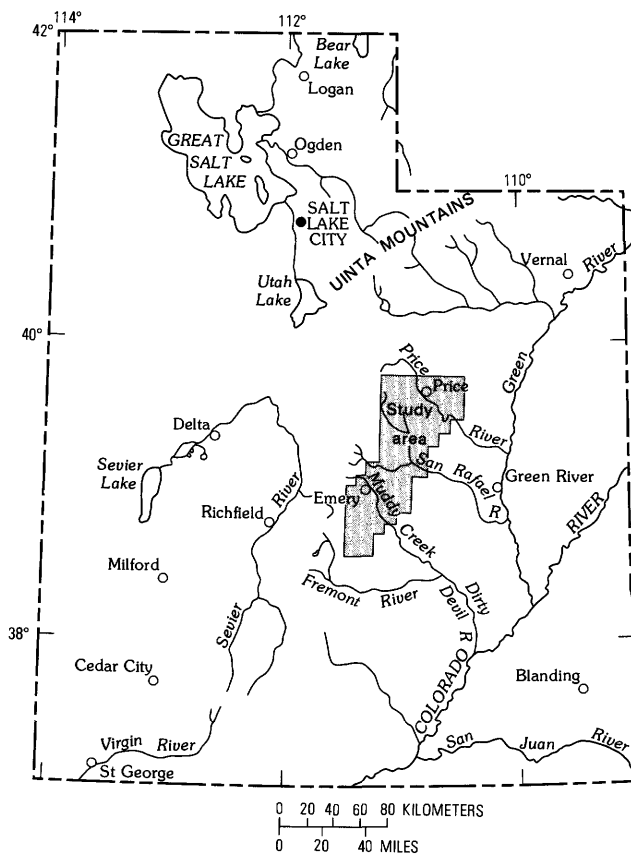 114°
112°
42°
Bear
Lake
Logan
GREAT
SALT
LAKE
Ogden
110°
SALT
LAKE
CITY
UINTA MOUNTAINS
Vernal
River
Utah
Lake
40°
Green
Price
River
Price
Study
area
Delta
Sevier
Lake
San Rafael R
Green River
RIVER
River
Emery
Muddy
Creek
Richfield
Milford
Fremont River
Dirty
Devil R
Sevier
38°
COLORADO
Cedar City
Blanding
Virgin River
St George
San Juan River
0 20 40 60 80 KILOMETERS
0 20 40 MILES